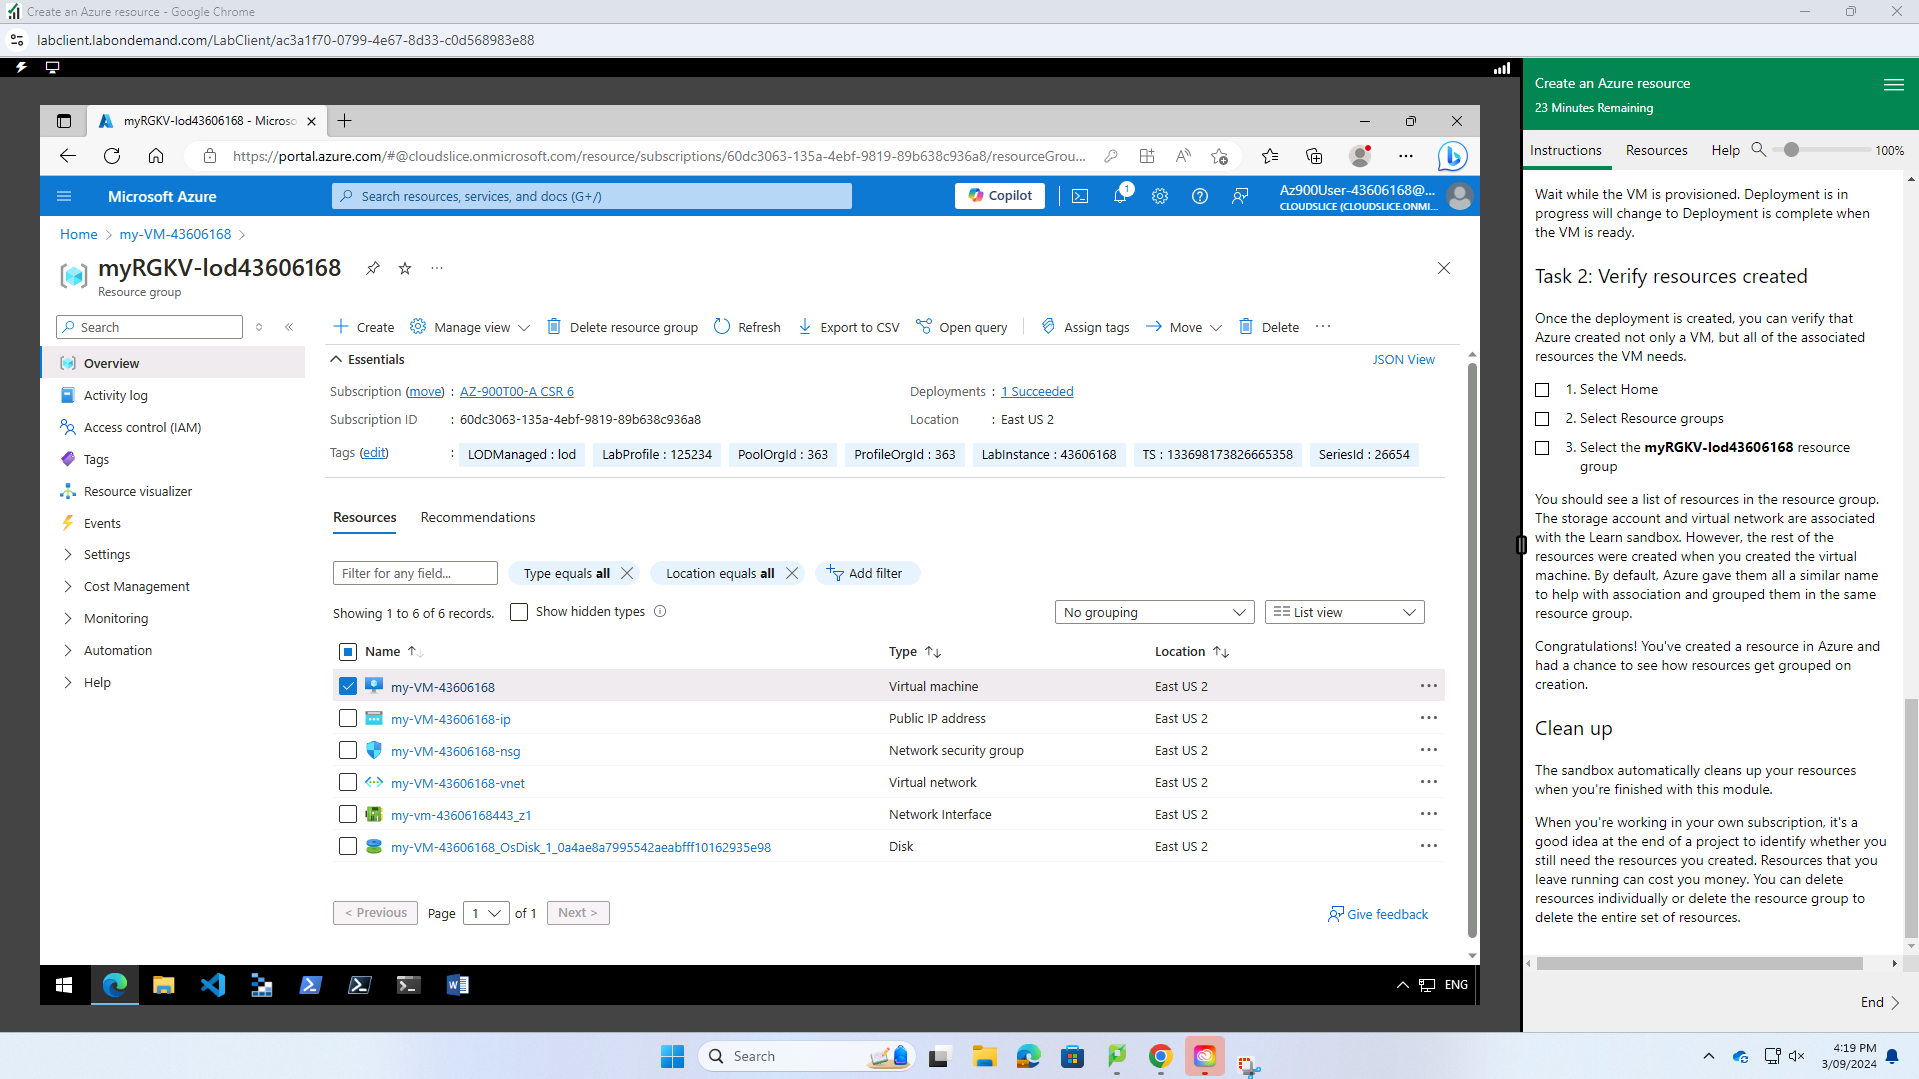 Create an Azure resource - Google Chrome
labclient.labondemand.com/LabClient/ac3a1f70-0799-4e67-8d33-c0d568983e88
myRGKV-lod43606168 - Microso
https://portal.azure.com/#@cloudslice.onmicrosoft.com/resource/subscriptions/60dc3063-135a-4ebf-9819-89b638c936a8/resourceGrou...
Microsoft Azure
Search resources, services, and docs (G+/)
Copilot
1
Az900User-43606168@...
CLOUDSLICE (CLOUDSLICE.ONMI...
Home > my-VM-43606168 >
myRGKV-lod43606168
Resource group
Search
Overview
Activity log
Access control (IAM)
Tags
Resource visualizer
Events
Settings
Cost Management
Monitoring
Automation
Help
Create
Manage view
Delete resource group
Refresh
Export to CSV
Open query
Assign tags
Move
Delete
Essentials
JSON View
Subscription (move) : AZ-900T00-A CSR 6
Deployments : 1 Succeeded
Subscription ID : 60dc3063-135a-4ebf-9819-89b638c936a8
Location : East US 2
Tags (edit) : LODManaged : lod LabProfile : 125234 PoolOrgId : 363 ProfileOrgId : 363 LabInstance : 43606168 TS : 133698173826665358 SeriesId : 26654
Resources Recommendations
Filter for any field...
Type equals all
Location equals all
Add filter
Showing 1 to 6 of 6 records.
Show hidden types
No grouping
List view
Name Type Location
my-VM-43606168 Virtual machine East US 2
my-VM-43606168-ip Public IP address East US 2
my-VM-43606168-nsg Network security group East US 2
my-VM-43606168-vnet Virtual network East US 2
my-vm-43606168443_z1 Network Interface East US 2
my-VM-43606168_OsDisk_1_0a4ae8a7995542aeabfff10162935e98 Disk East US 2
< Previous Page 1 of 1 Next >
Give feedback
ENG
Create an Azure resource
23 Minutes Remaining
Instructions Resources Help 100%
Wait while the VM is provisioned. Deployment is in
progress will change to Deployment is complete when
the VM is ready.
Task 2: Verify resources created
Once the deployment is created, you can verify that
Azure created not only a VM, but all of the associated
resources the VM needs.
1. Select Home
2. Select Resource groups
3. Select the myRGKV-lod43606168 resource
group
You should see a list of resources in the resource group.
The storage account and virtual network are associated
with the Learn sandbox. However, the rest of the
resources were created when you created the virtual
machine. By default, Azure gave them all a similar name
to help with association and grouped them in the same
resource group.
Congratulations! You've created a resource in Azure and
had a chance to see how resources get grouped on
creation.
Clean up
The sandbox automatically cleans up your resources
when you're finished with this module.
When you're working in your own subscription, it's a
good idea at the end of a project to identify whether you
still need the resources you created. Resources that you
leave running can cost you money. You can delete
resources individually or delete the resource group to
delete the entire set of resources.
End
Search
4:19 PM
3/09/2024